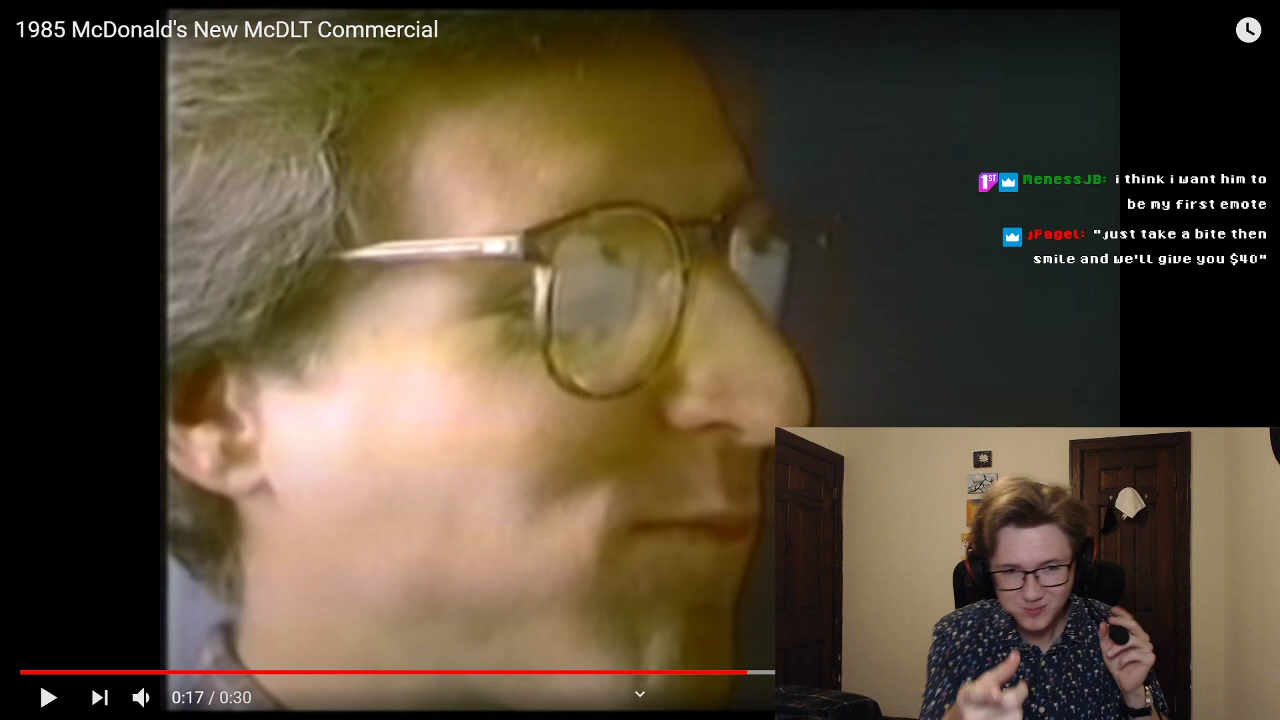 1985 McDonald's New McDLT Commercial
1ST MenessJB: i think i want him to
be my first emote
jPageL: "just take a bite then
smile and we'll give you $40"
0:17 / 0:30